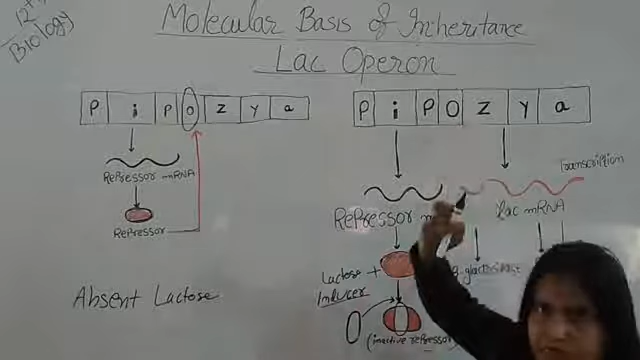 12th
Biology
Molecular Basis of Inheritance
Lac Operon
P i P O Z Y a
Repressor mRNA
Repressor
Absent Lactose
P i P O Z Y a
Transcription
Repressor
lac mRNA
Lactose +
Inducer
(inactive repressor)